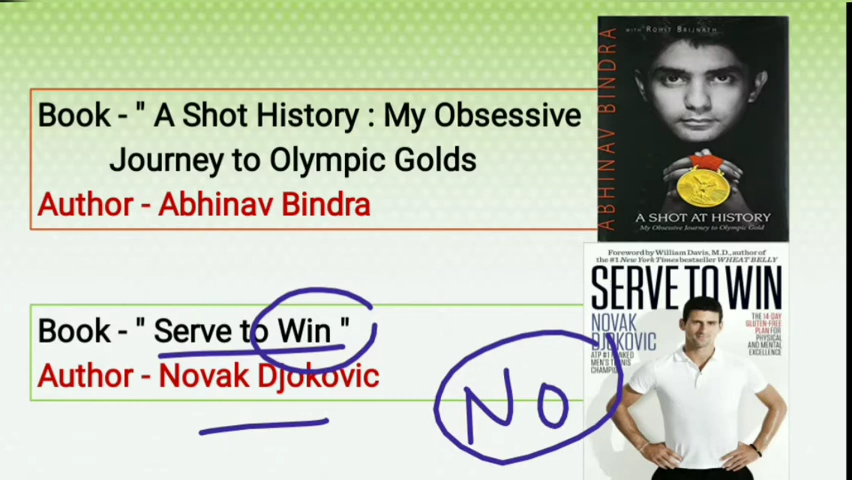 Book - " A Shot History : My Obsessive
Journey to Olympic Golds
Author - Abhinav Bindra
WITH ROHIT BRIJNATH
ABHINAV BINDRA
A SHOT AT HISTORY
My Obsessive Journey to Olympic Gold
Book - " Serve to Win "
Author - Novak Djokovic
NO
Foreword by William Davis, M.D., author of
the #1 New York Times bestseller WHEAT BELLY
SERVE TO WIN
NOVAK
DJOKOVIC
ATP #1 RANKED
MEN'S TENNIS
CHAMPION
THE 14-DAY
GLUTEN-FREE
PLAN FOR
PHYSICAL
AND MENTAL
EXCELLENCE